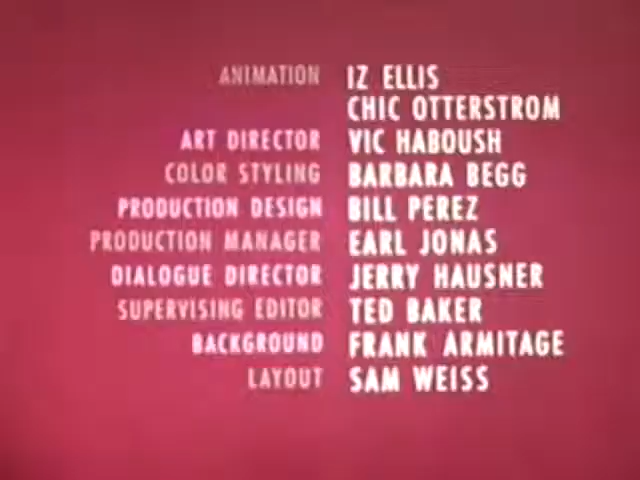 ANIMATION IZ ELLIS
CHIC OTTERSTROM
ART DIRECTOR VIC HABOUSH
COLOR STYLING BARBARA BEGG
PRODUCTION DESIGN BILL PEREZ
PRODUCTION MANAGER EARL JONAS
DIALOGUE DIRECTOR JERRY HAUSNER
SUPERVISING EDITOR TED BAKER
BACKGROUND FRANK ARMITAGE
LAYOUT SAM WEISS